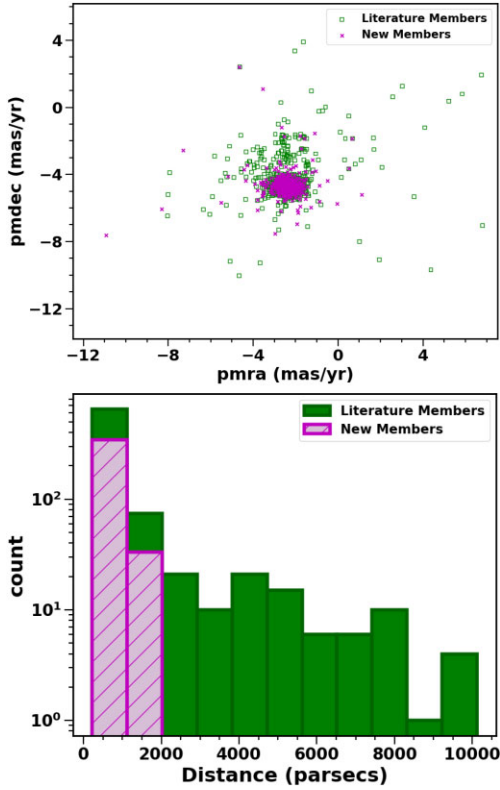 Literature Members
New Members
4
0
−4
−8
−12
pmdec (mas/yr)
−12 −8 −4 0 4
pmra (mas/yr)
Literature Members
New Members
10²
10¹
10⁰
count
0 2000 4000 6000 8000 10000
Distance (parsecs)